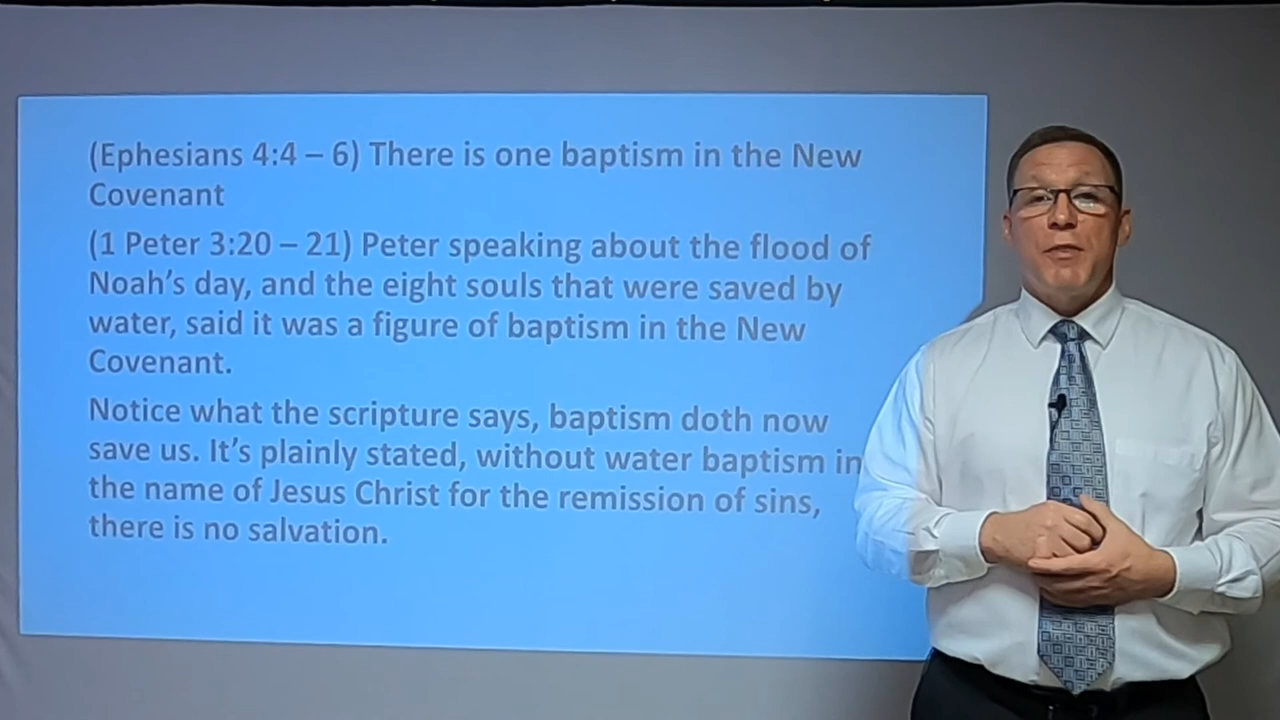 (Ephesians 4:4 – 6) There is one baptism in the New
Covenant
(1 Peter 3:20 – 21) Peter speaking about the flood of
Noah’s day, and the eight souls that were saved by
water, said it was a figure of baptism in the New
Covenant.
Notice what the scripture says, baptism doth now
save us. It’s plainly stated, without water baptism in
the name of Jesus Christ for the remission of sins,
there is no salvation.